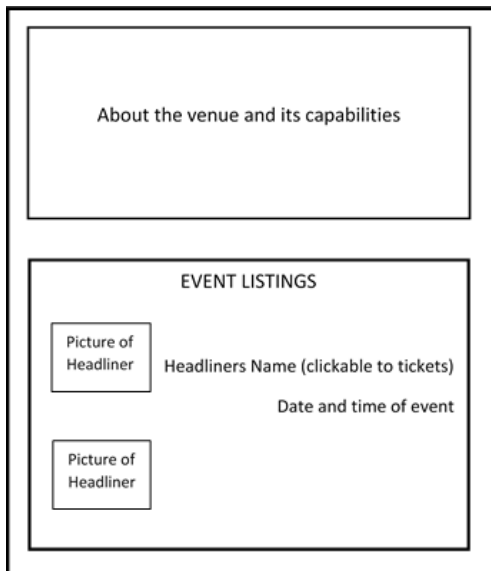 About the venue and its capabilities
EVENT LISTINGS
Picture of
Headliner
Headliners Name (clickable to tickets)
Date and time of event
Picture of
Headliner